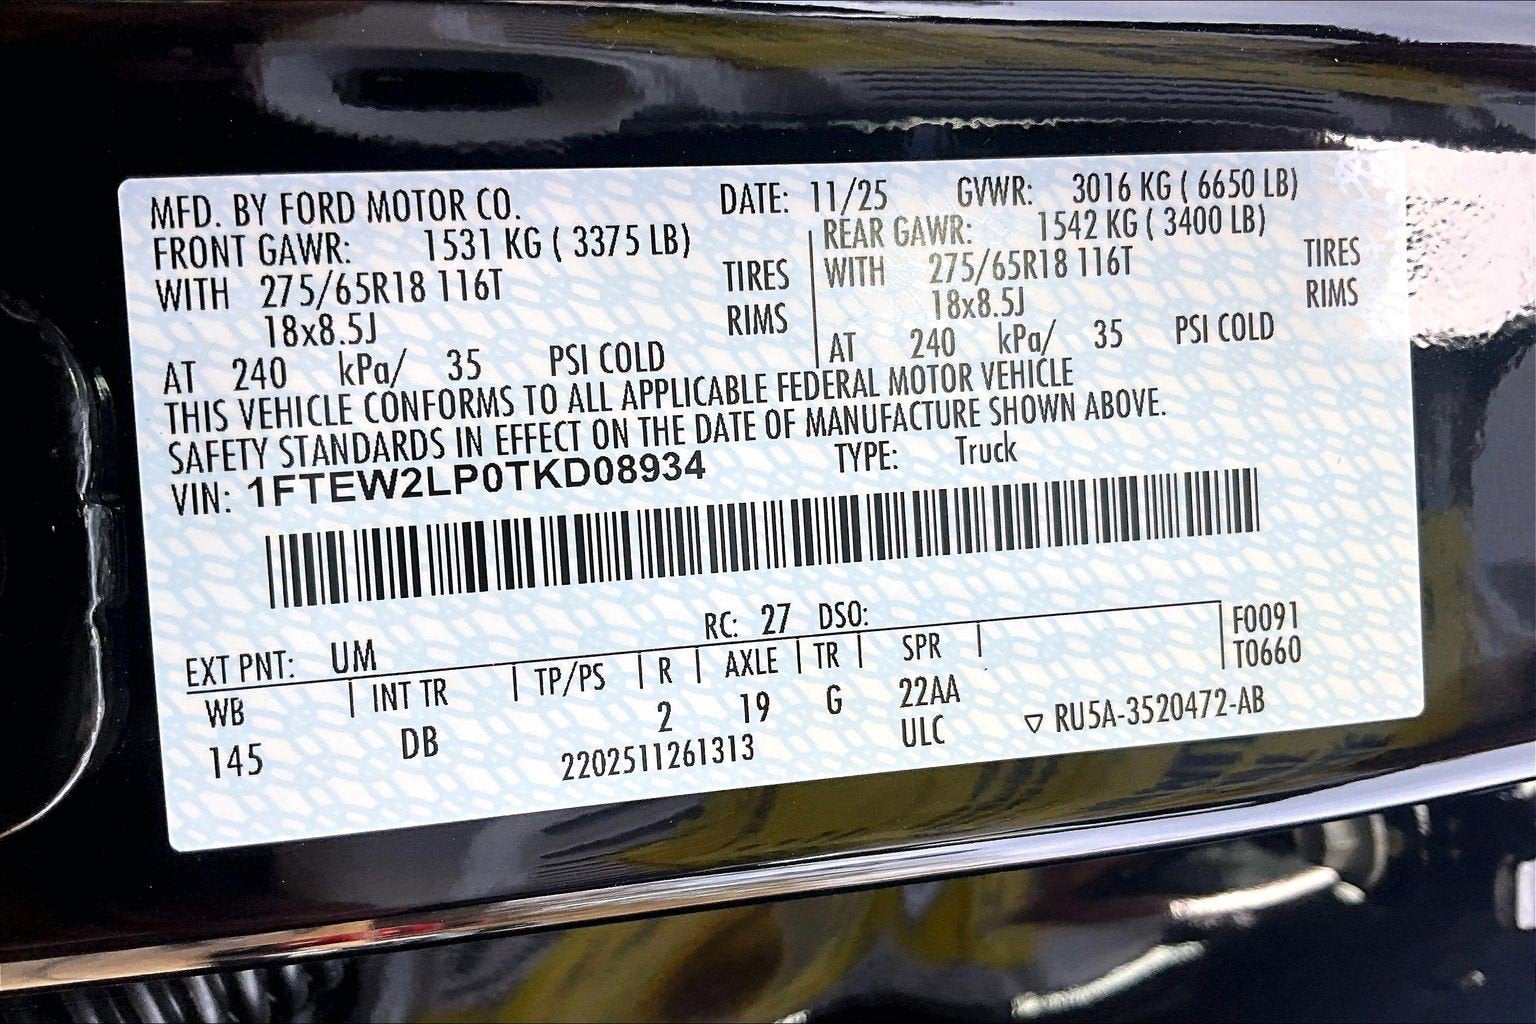 MFD. BY FORD MOTOR CO. DATE: 11/25 GVWR: 3016 KG ( 6650 LB)
FRONT GAWR: 1531 KG ( 3375 LB) REAR GAWR: 1542 KG ( 3400 LB)
WITH 275/65R18 116T TIRES WITH 275/65R18 116T TIRES
18x8.5J RIMS 18x8.5J RIMS
AT 240 kPa/ 35 PSI COLD AT 240 kPa/ 35 PSI COLD
THIS VEHICLE CONFORMS TO ALL APPLICABLE FEDERAL MOTOR VEHICLE
SAFETY STANDARDS IN EFFECT ON THE DATE OF MANUFACTURE SHOWN ABOVE.
VIN: 1FTEW2LP0TKD08934 TYPE: Truck
EXT PNT: UM RC: 27 DSO: F0091
WB INT TR TP/PS R AXLE TR SPR T0660
145 DB 2 19 G 22AA
2202511261313 ULC ▽ RU5A-3520472-AB